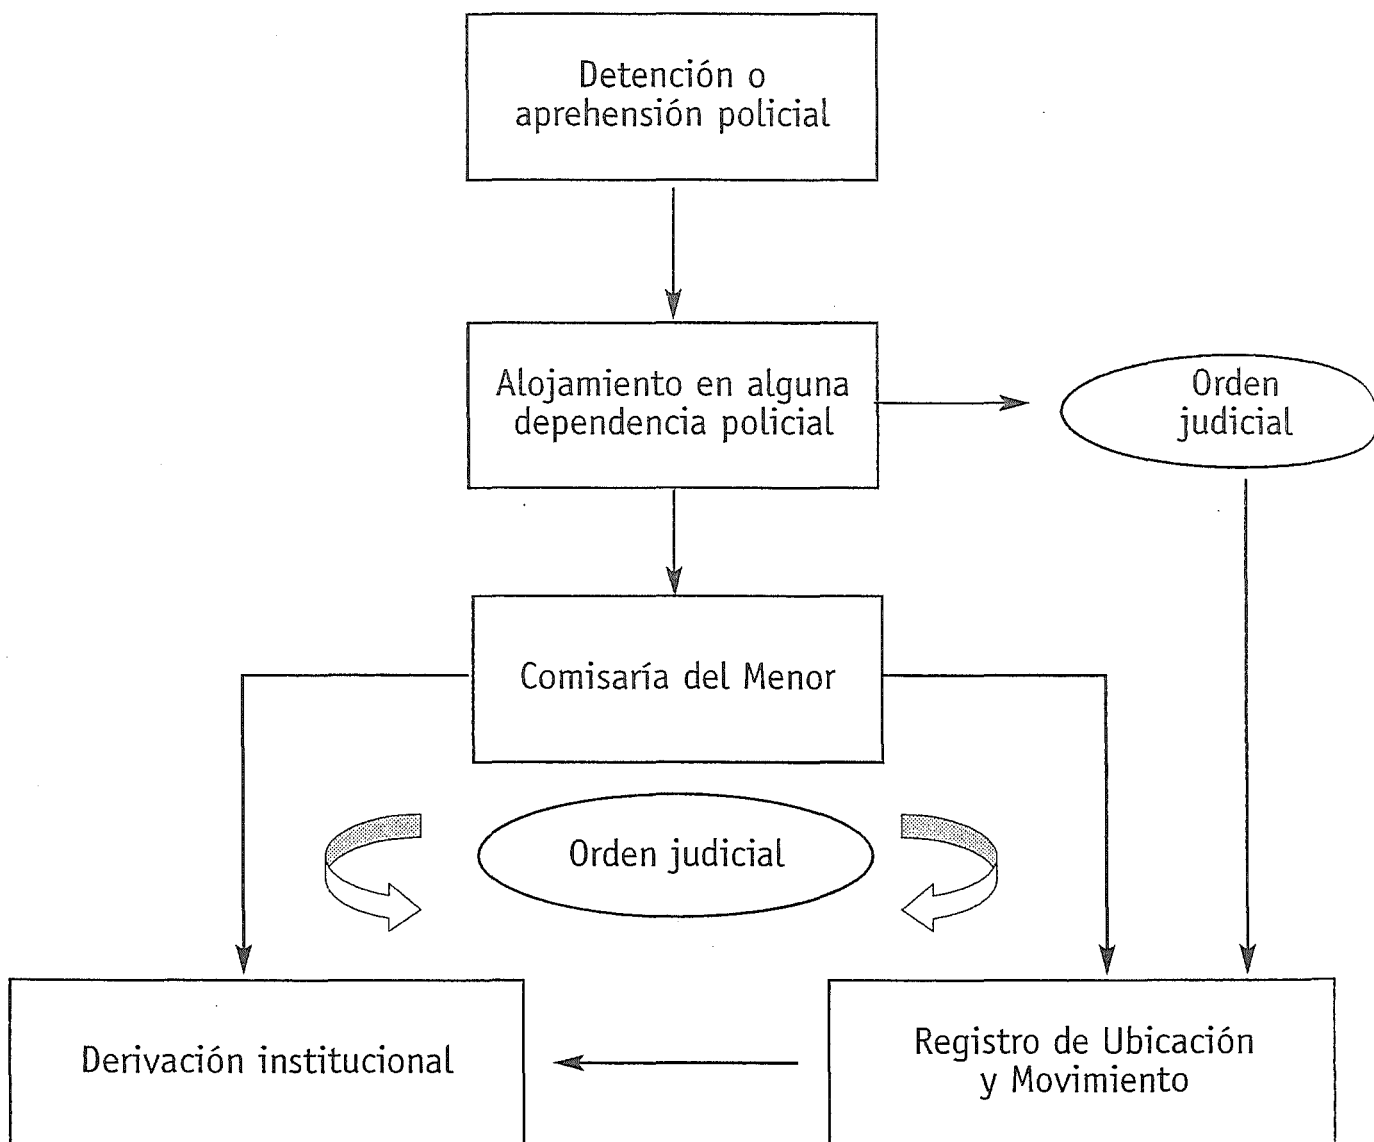 Detención o
aprehensión policial
Alojamiento en alguna
dependencia policial
Orden
judicial
Comisaría del Menor
Orden judicial
Derivación institucional
Registro de Ubicación
y Movimiento